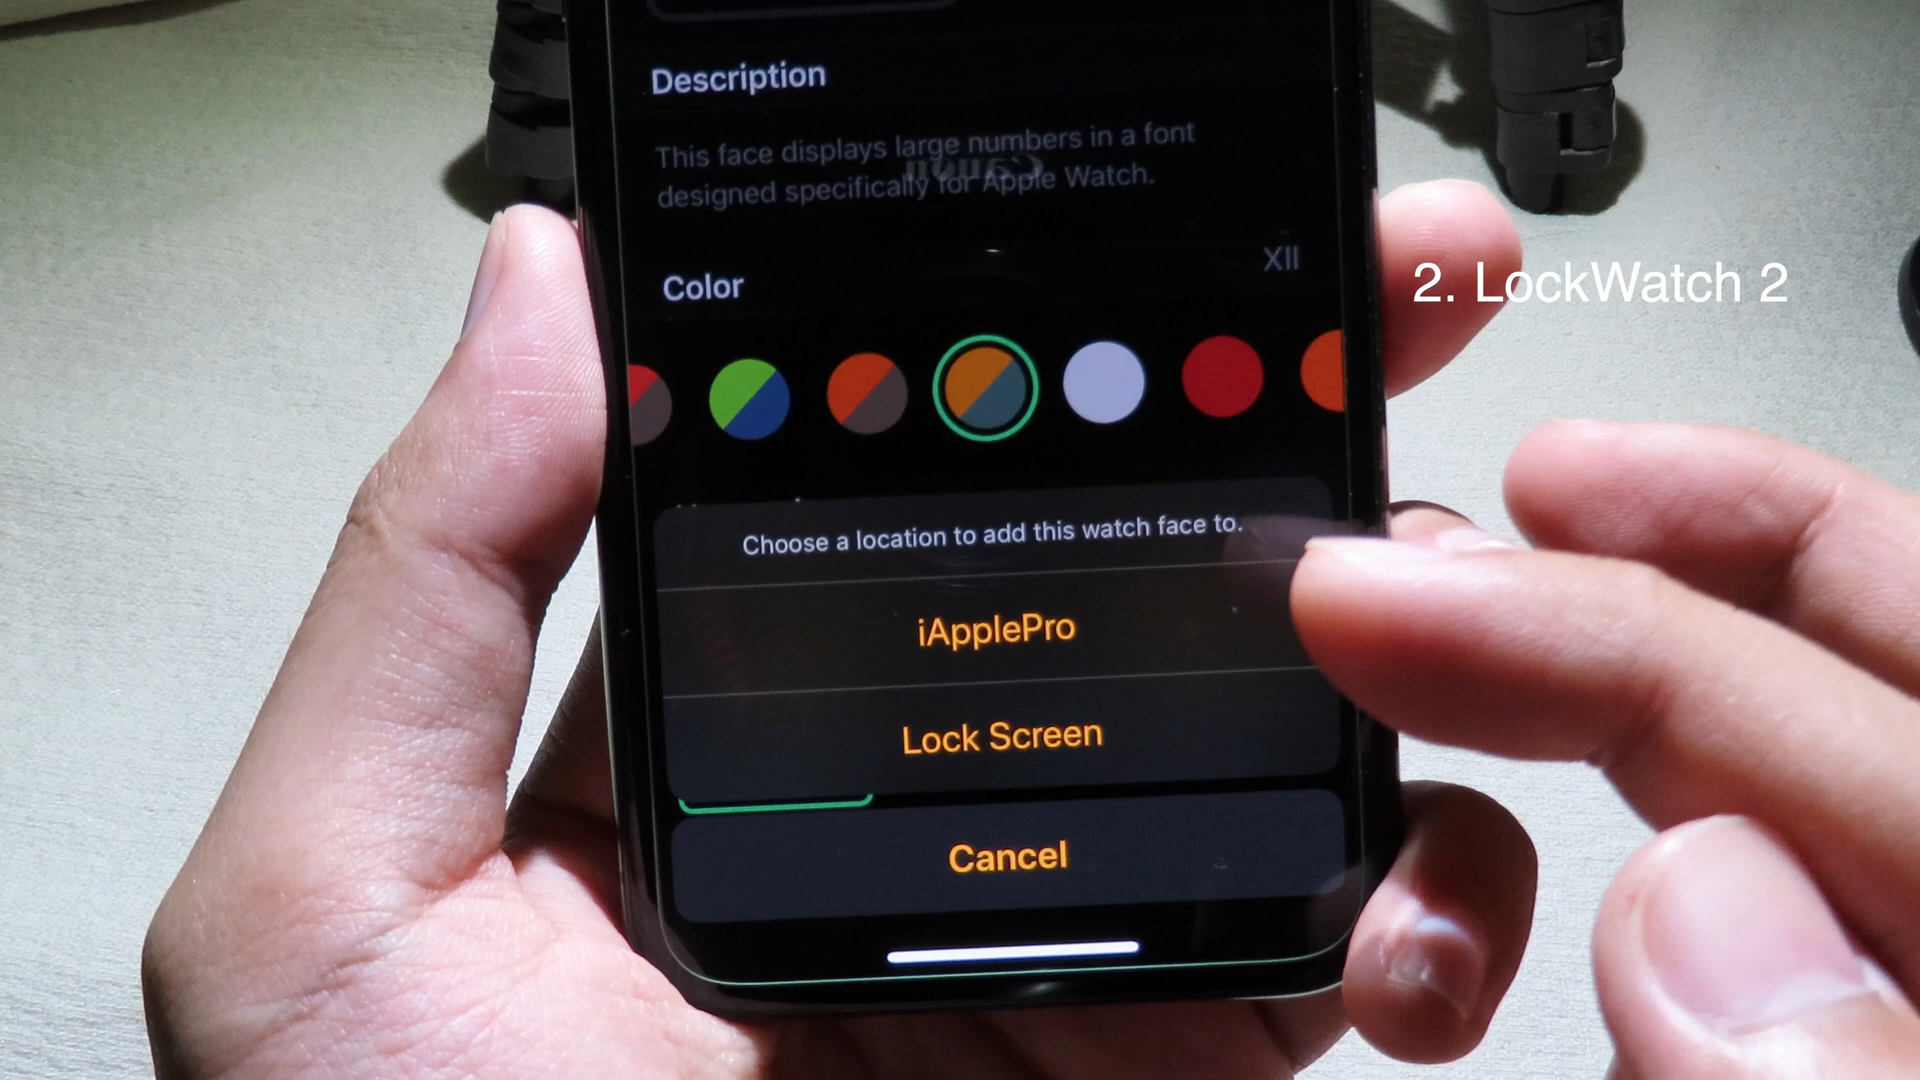 Description
This face displays large numbers in a font
designed specifically for Apple Watch.
Canon
XII
Color
2. LockWatch 2
Choose a location to add this watch face to.
iApplePro
Lock Screen
Cancel